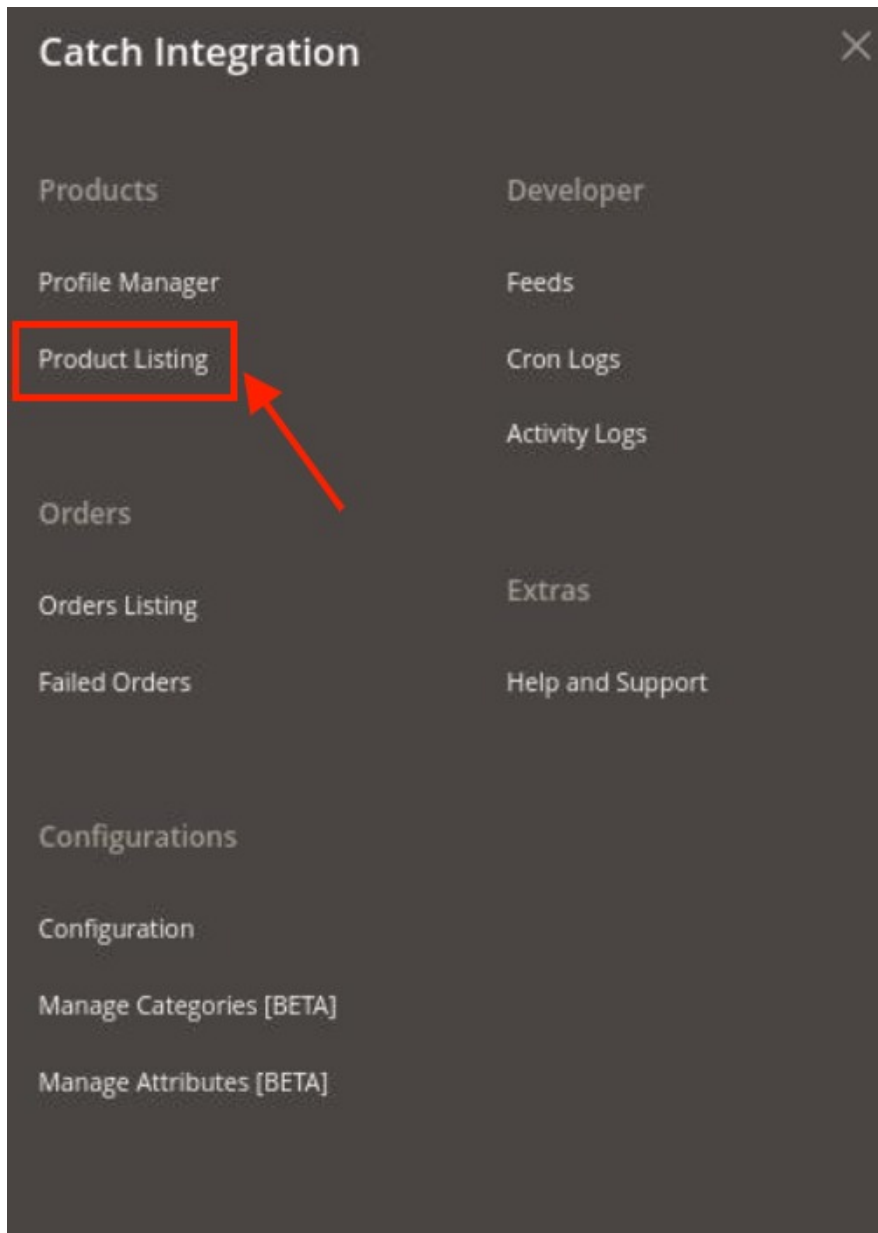 Catch Integration
Products
Profile Manager
Product Listing
Orders
Orders Listing
Failed Orders
Configurations
Configuration
Manage Categories [BETA]
Manage Attributes [BETA]
Developer
Feeds
Cron Logs
Activity Logs
Extras
Help and Support